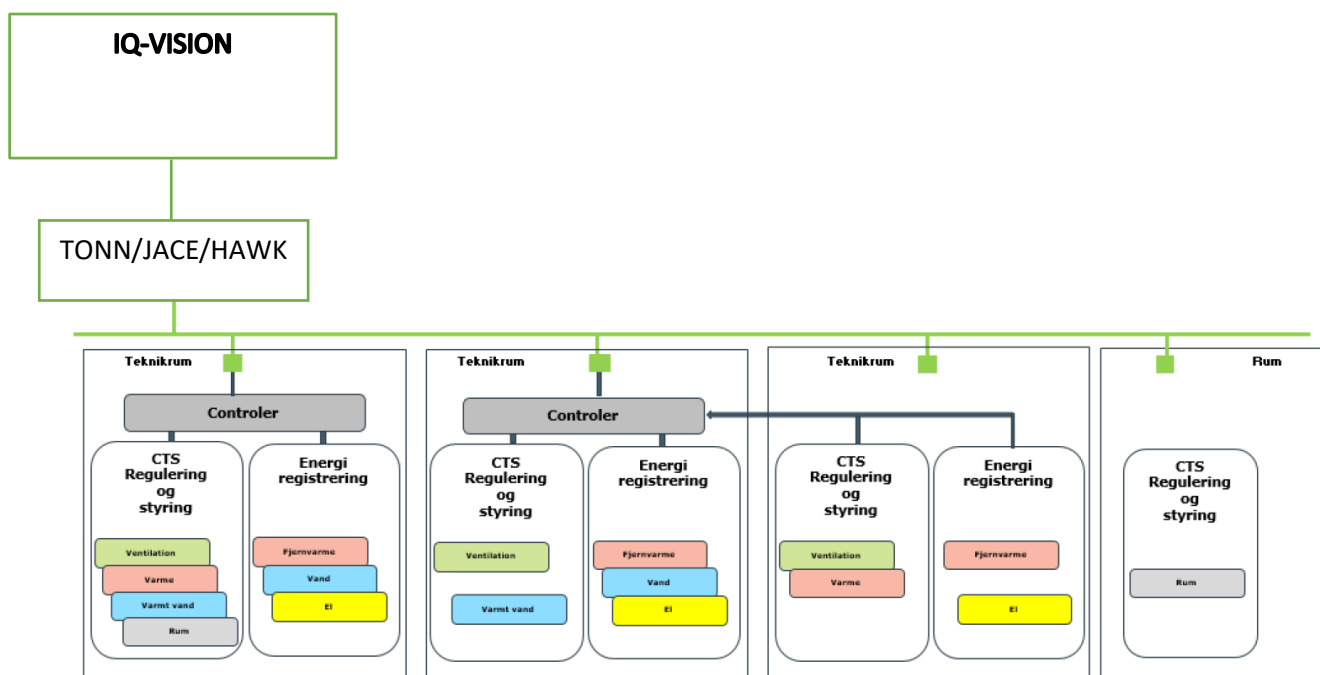 IQ-VISION
TONN/JACE/HAWK
Teknikrum
Controler
CTS
Regulering
og
styring
Ventilation
Varme
Varmt vand
Rum
Energi
registrering
Fjernvarme
Vand
El
Teknikrum
Controler
CTS
Regulering
og
styring
Ventilation
Varmt vand
Energi
registrering
Fjernvarme
Vand
El
Teknikrum
CTS
Regulering
og
styring
Ventilation
Varme
Energi
registrering
Fjernvarme
El
Rum
CTS
Regulering
og
styring
Rum